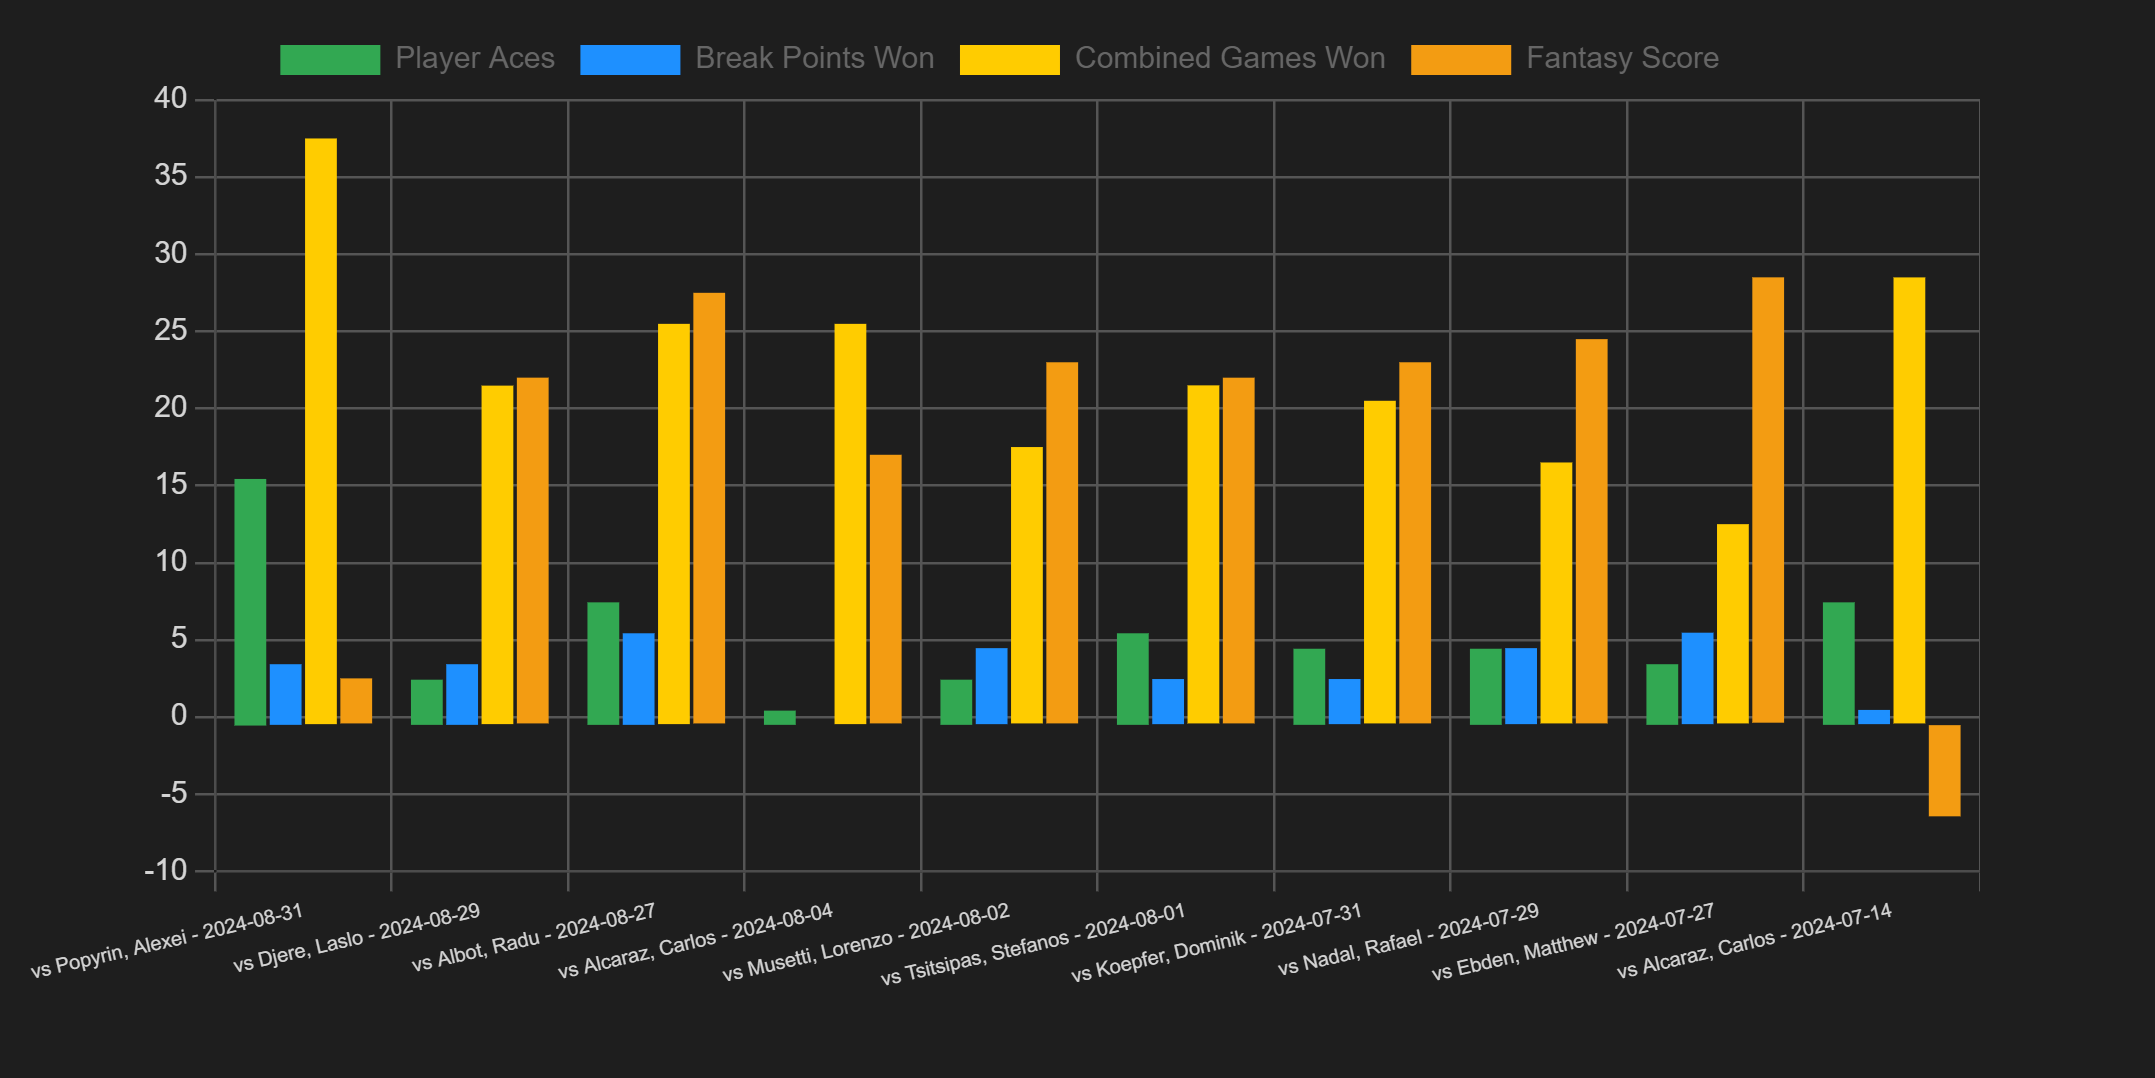 Player Aces Break Points Won Combined Games Won Fantasy Score
40
35
30
25
20
15
10
5
0
-5
-10
vs Popyrin, Alexei - 2024-08-31
vs Djere, Laslo - 2024-08-29
vs Albot, Radu - 2024-08-27
vs Alcaraz, Carlos - 2024-08-04
vs Musetti, Lorenzo - 2024-08-02
vs Tsitsipas, Stefanos - 2024-08-01
vs Koepfer, Dominik - 2024-07-31
vs Nadal, Rafael - 2024-07-29
vs Ebden, Matthew - 2024-07-27
vs Alcaraz, Carlos - 2024-07-14